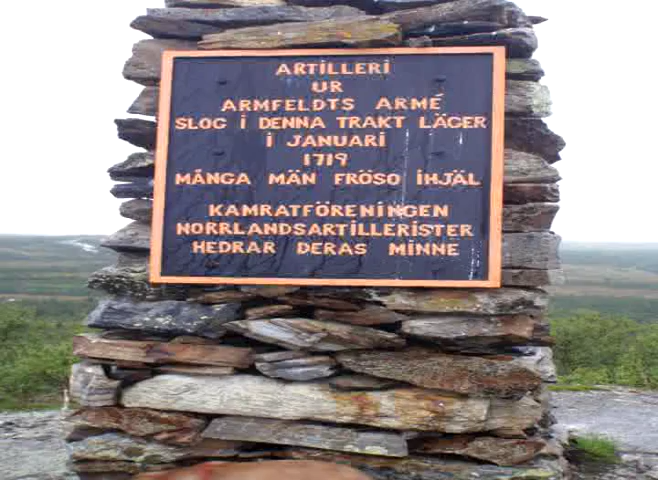 ARTILLERI
UR
ARMFELDTS ARMÉ
SLOG I DENNA TRAKT LÄGER
I JANUARI
1719
MÅNGA MÄN FRÖSO IHJÄL
KAMRATFÖRENINGEN
NORRLANDSARTILLERISTER
HEDRAR DERAS MINNE